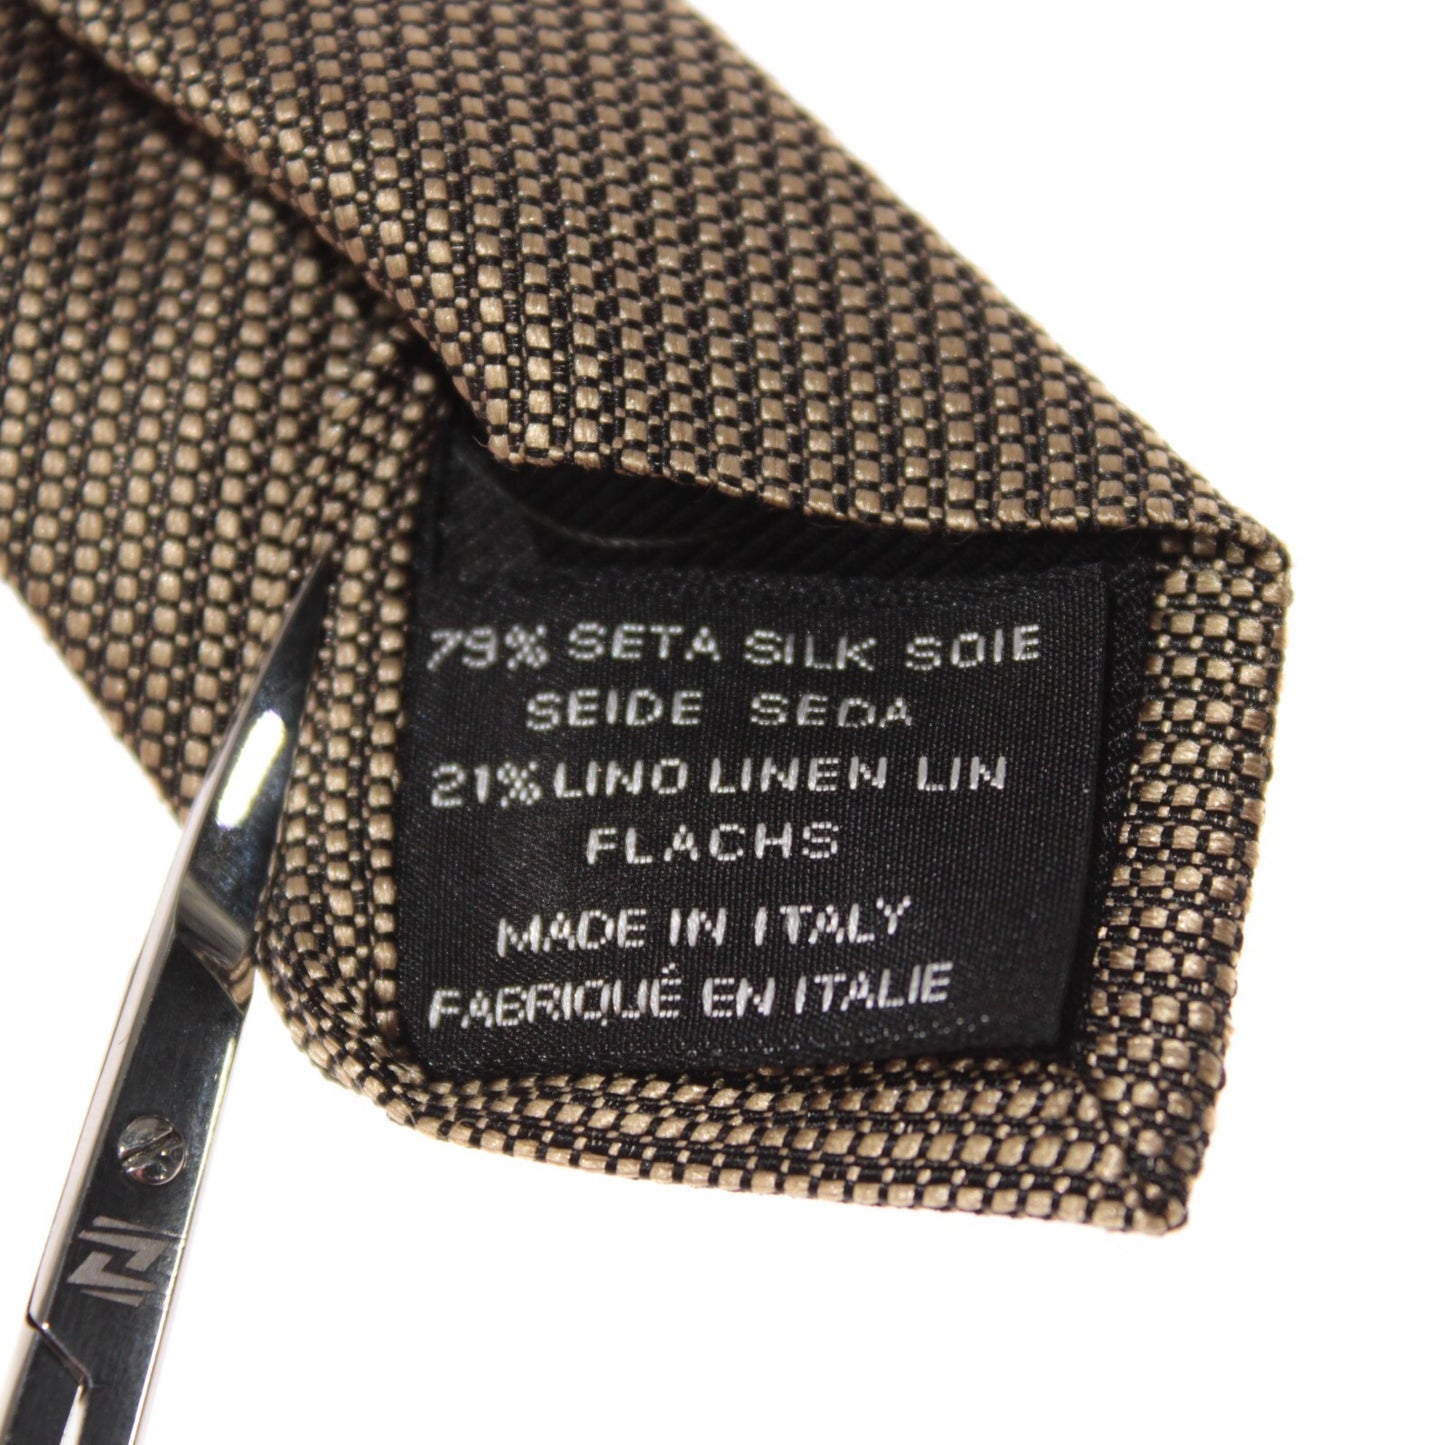 79% SETA SILK SOIE
SEIDE SEDA
21% LINO LINEN LIN
FLACHS
MADE IN ITALY
FABRIQUÉ EN ITALIE